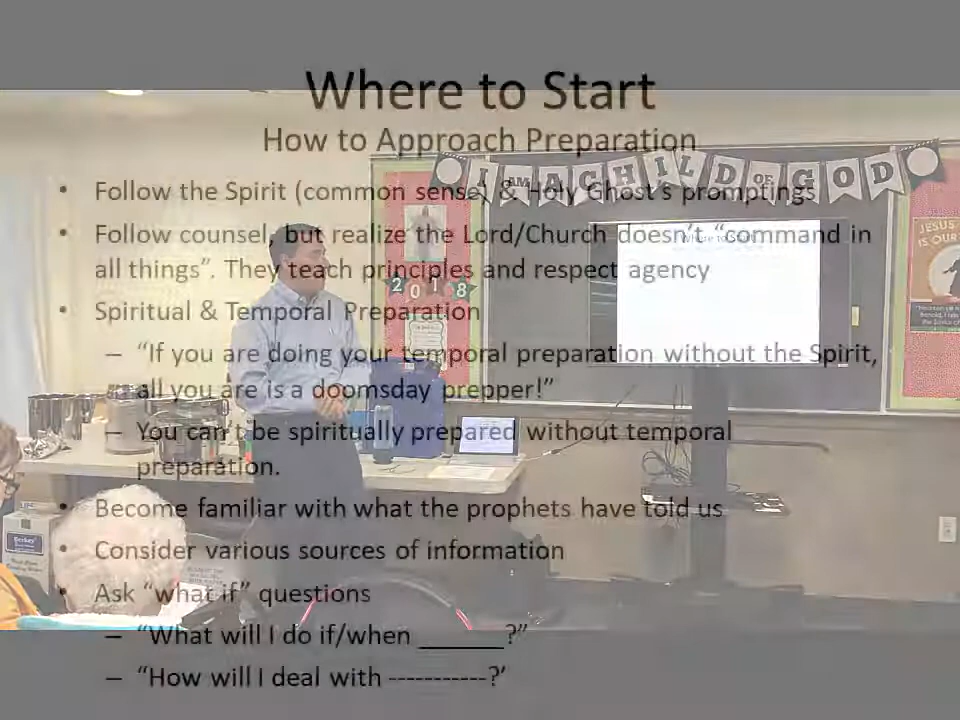 Where to Start
How to Approach Preparation
• Follow the Spirit (common sense) & Holy Ghost's promptings
I AM A CHILD OF GOD
• Follow counsel, but realize the Lord/Church doesn't "command in
all things". They teach principles and respect agency
JESUS
IS OUR
2018
• Spiritual & Temporal Preparation
– "If you are doing your temporal preparation without the Spirit,
all you are is a doomsday prepper!"
– You can't be spiritually prepared without temporal
preparation.
• Become familiar with what the prophets have told us
Berkey
• Consider various sources of information
• Ask "what if" questions
– "What will I do if/when ______?"
– "How will I deal with -----------?'